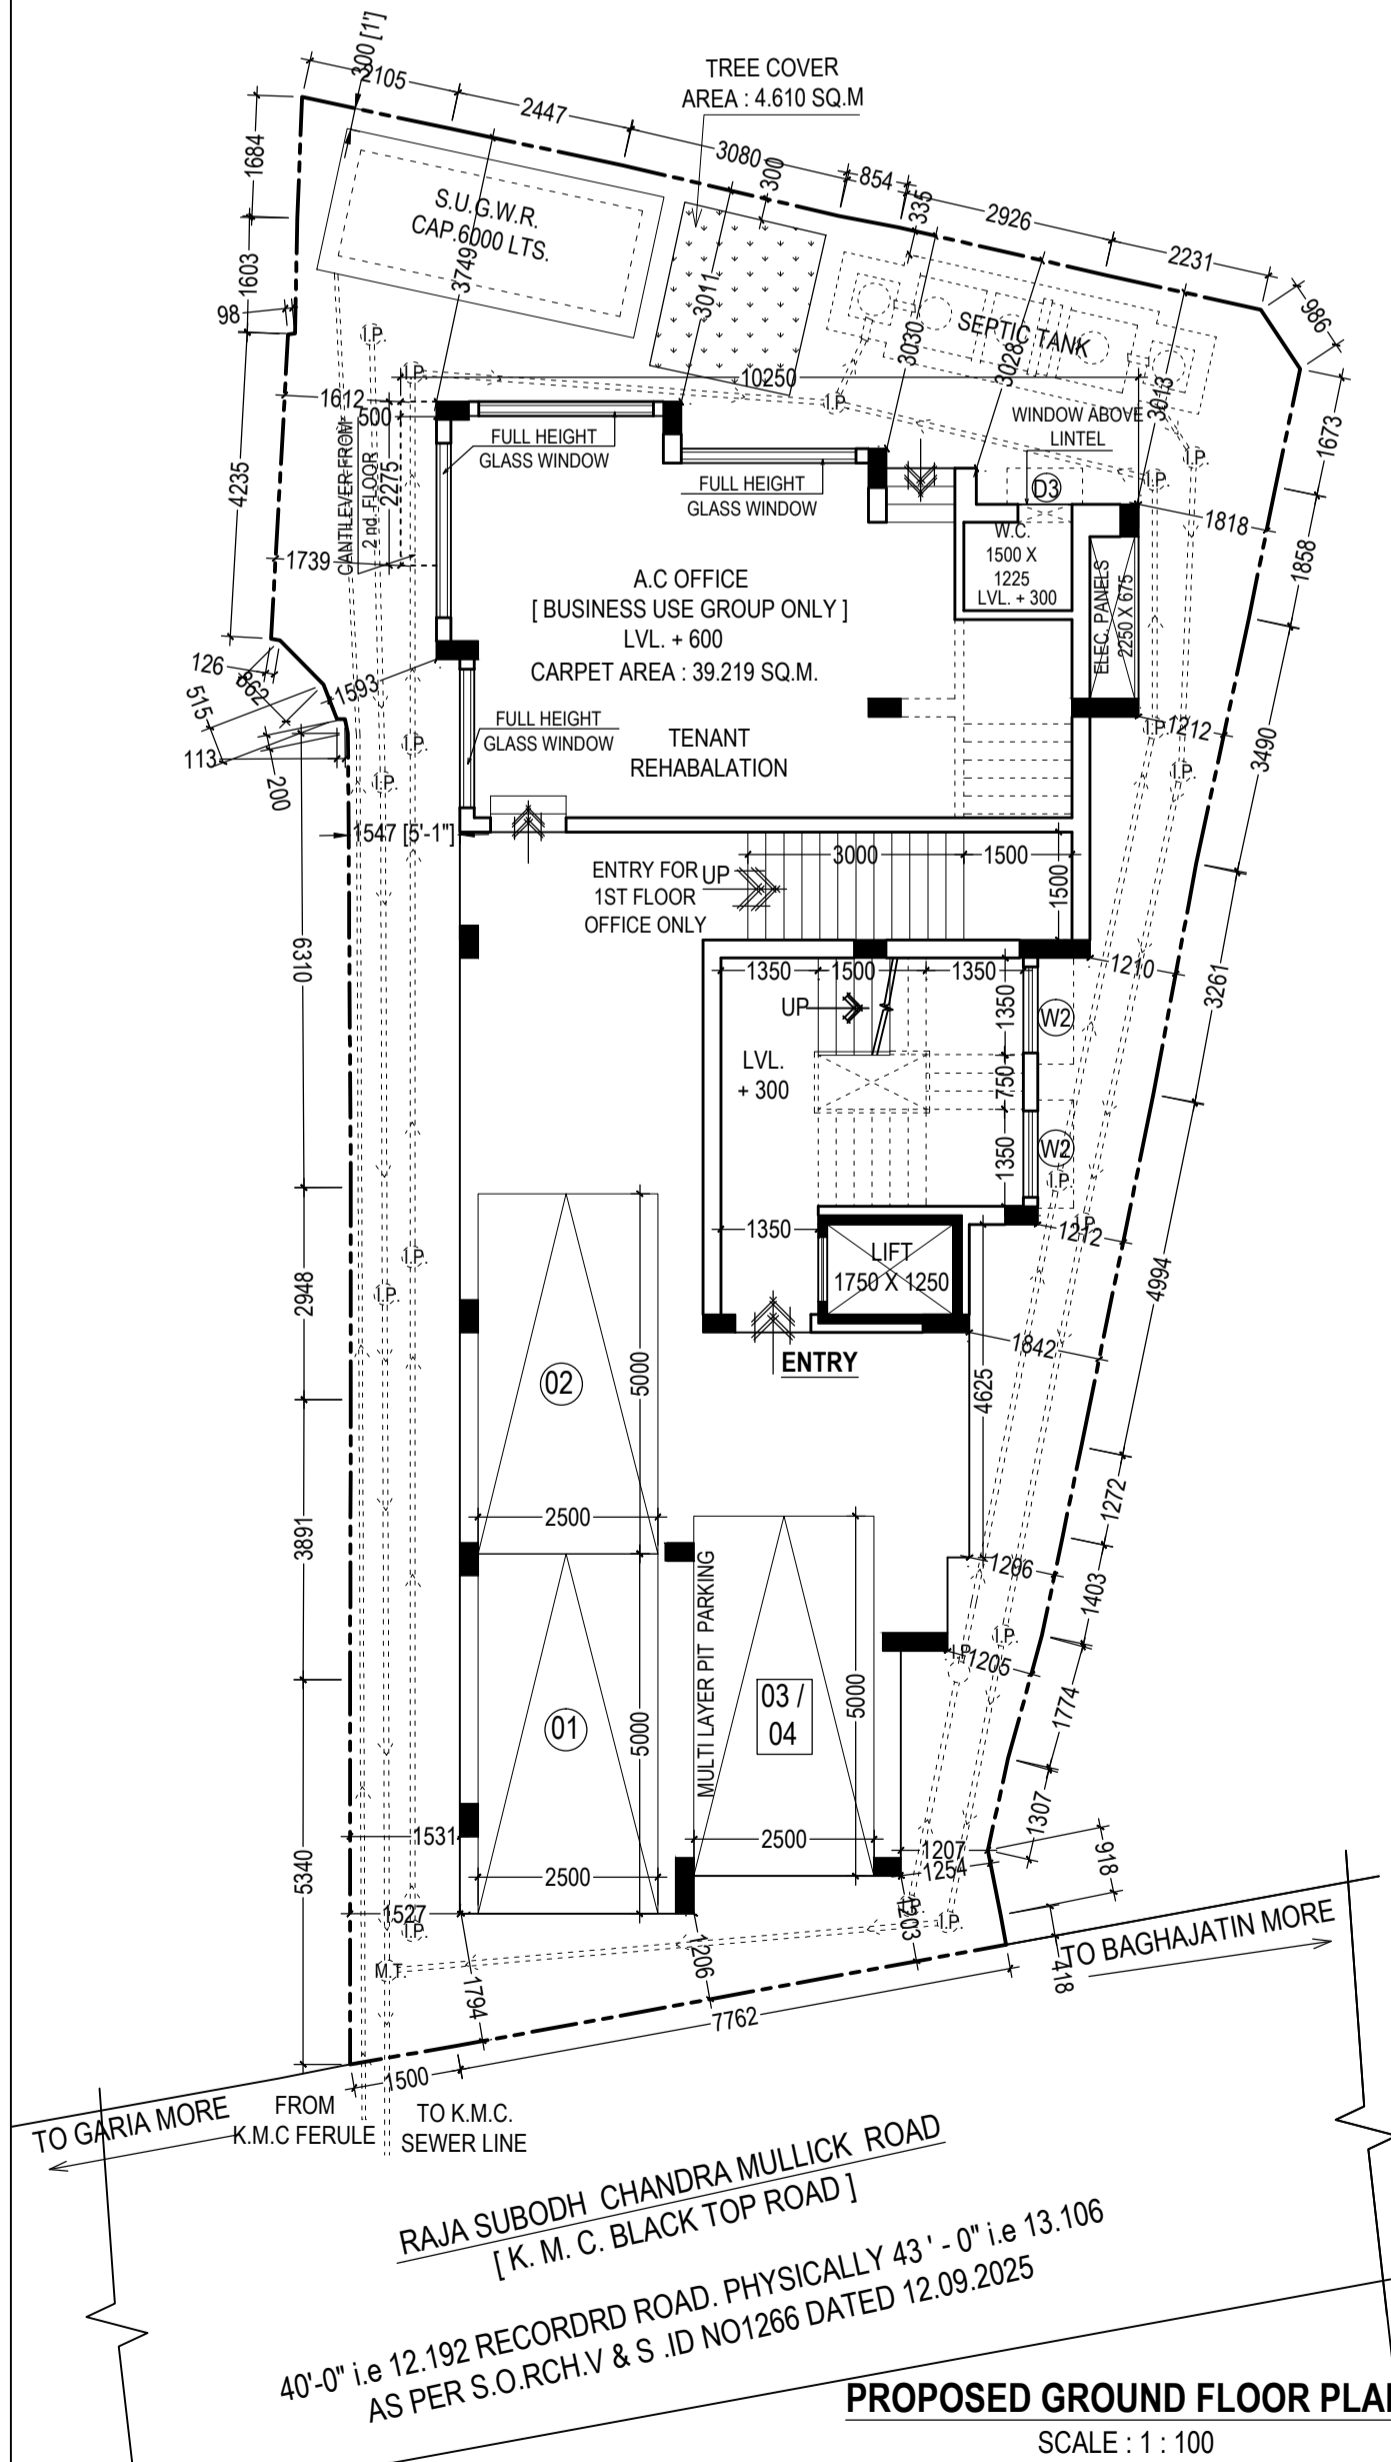 300 [1']
2105
2447
3080
854
2926
2231
986
TREE COVER
AREA : 4.610 SQ.M
1684
1603
98
4235
S.U.G.W.R.
CAP.6000 LTS.
3749
3011
300
335
3030
3028
3013
SEPTIC TANK
I.P.
I.P.
I.P.
10250
1612
500
CANTILEVER FROM
2 nd. FLOOR
2275
1739
FULL HEIGHT
GLASS WINDOW
FULL HEIGHT
GLASS WINDOW
WINDOW ABOVE
LINTEL
D3
I.P.
I.P.
W.C.
1500 X
1225
LVL. + 300
ELEC. PANELS
2250 X 675
1818
1673
1858
A.C OFFICE
[ BUSINESS USE GROUP ONLY ]
LVL. + 600
CARPET AREA : 39.219 SQ.M.
126
862
515
113
200
1593
FULL HEIGHT
GLASS WINDOW
TENANT
REHABALATION
I.P.
I.P.
I.P.
I.P.
1212
3490
1547 [5'-1"]
ENTRY FOR
1ST FLOOR
OFFICE ONLY
UP
3000
1500
1500
6310
1350
1500
1350
1210
3261
UP
1350
W2
LVL.
+ 300
750
1350
W2
I.P.
I.P.
1212
1350
LIFT
1750 X 1250
I.P.
I.P.
2948
4994
ENTRY
1842
4625
02
5000
2500
1272
3891
1206
1403
MULTI LAYER PIT PARKING
I.P.
I.P.
1205
01
5000
03 /
04
5000
1774
1307
2500
2500
1531
1207
1254
918
5340
1527
I.P.
I.P.
I.P.
1203
M.T.
1794
1206
7762
418
TO BAGHAJATIN MORE
1500
TO GARIA MORE
FROM
K.M.C FERULE
TO K.M.C.
SEWER LINE
RAJA SUBODH CHANDRA MULLICK ROAD
[ K. M. C. BLACK TOP ROAD ]
40'-0" i.e 12.192 RECORDRD ROAD. PHYSICALLY 43 ' - 0" i.e 13.106
AS PER S.O.RCH.V & S .ID NO1266 DATED 12.09.2025
PROPOSED GROUND FLOOR PLAN
SCALE : 1 : 100